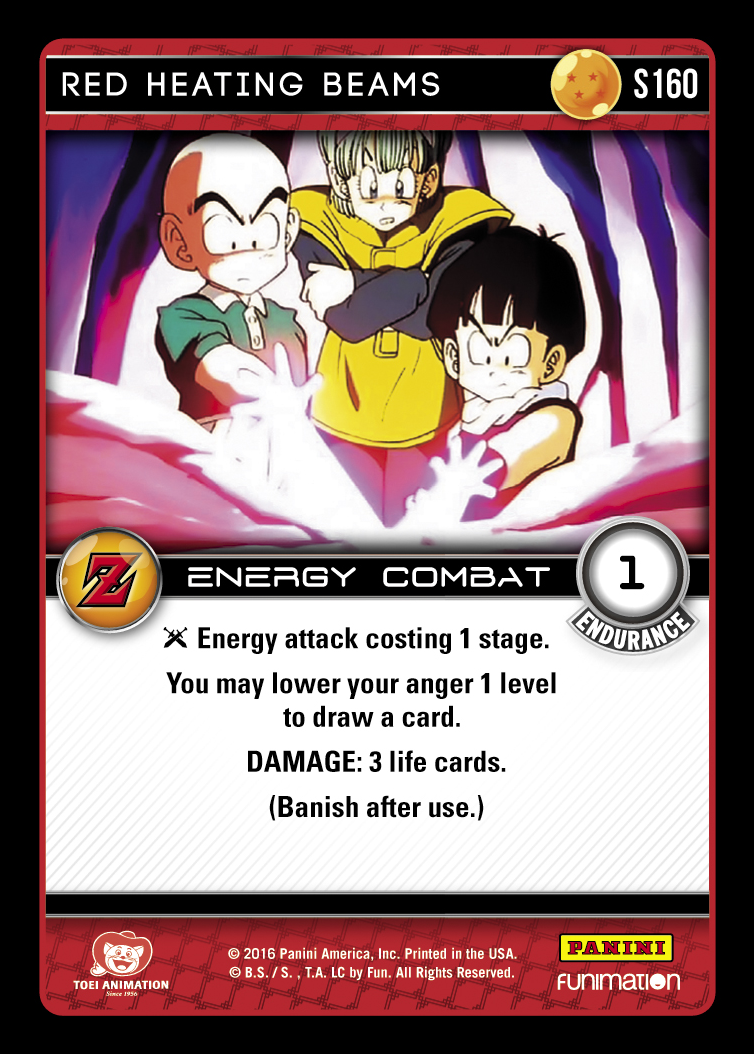 RED HEATING BEAMS
S160
Z
ENERGY COMBAT
1
ENDURANCE
Energy attack costing 1 stage.
You may lower your anger 1 level
to draw a card.
DAMAGE: 3 life cards.
(Banish after use.)
TOEI ANIMATION
Since 1956
© 2016 Panini America, Inc. Printed in the USA.
© B.S. / S. , T.A. LC by Fun. All Rights Reserved.
PANINI
FUNIMATION